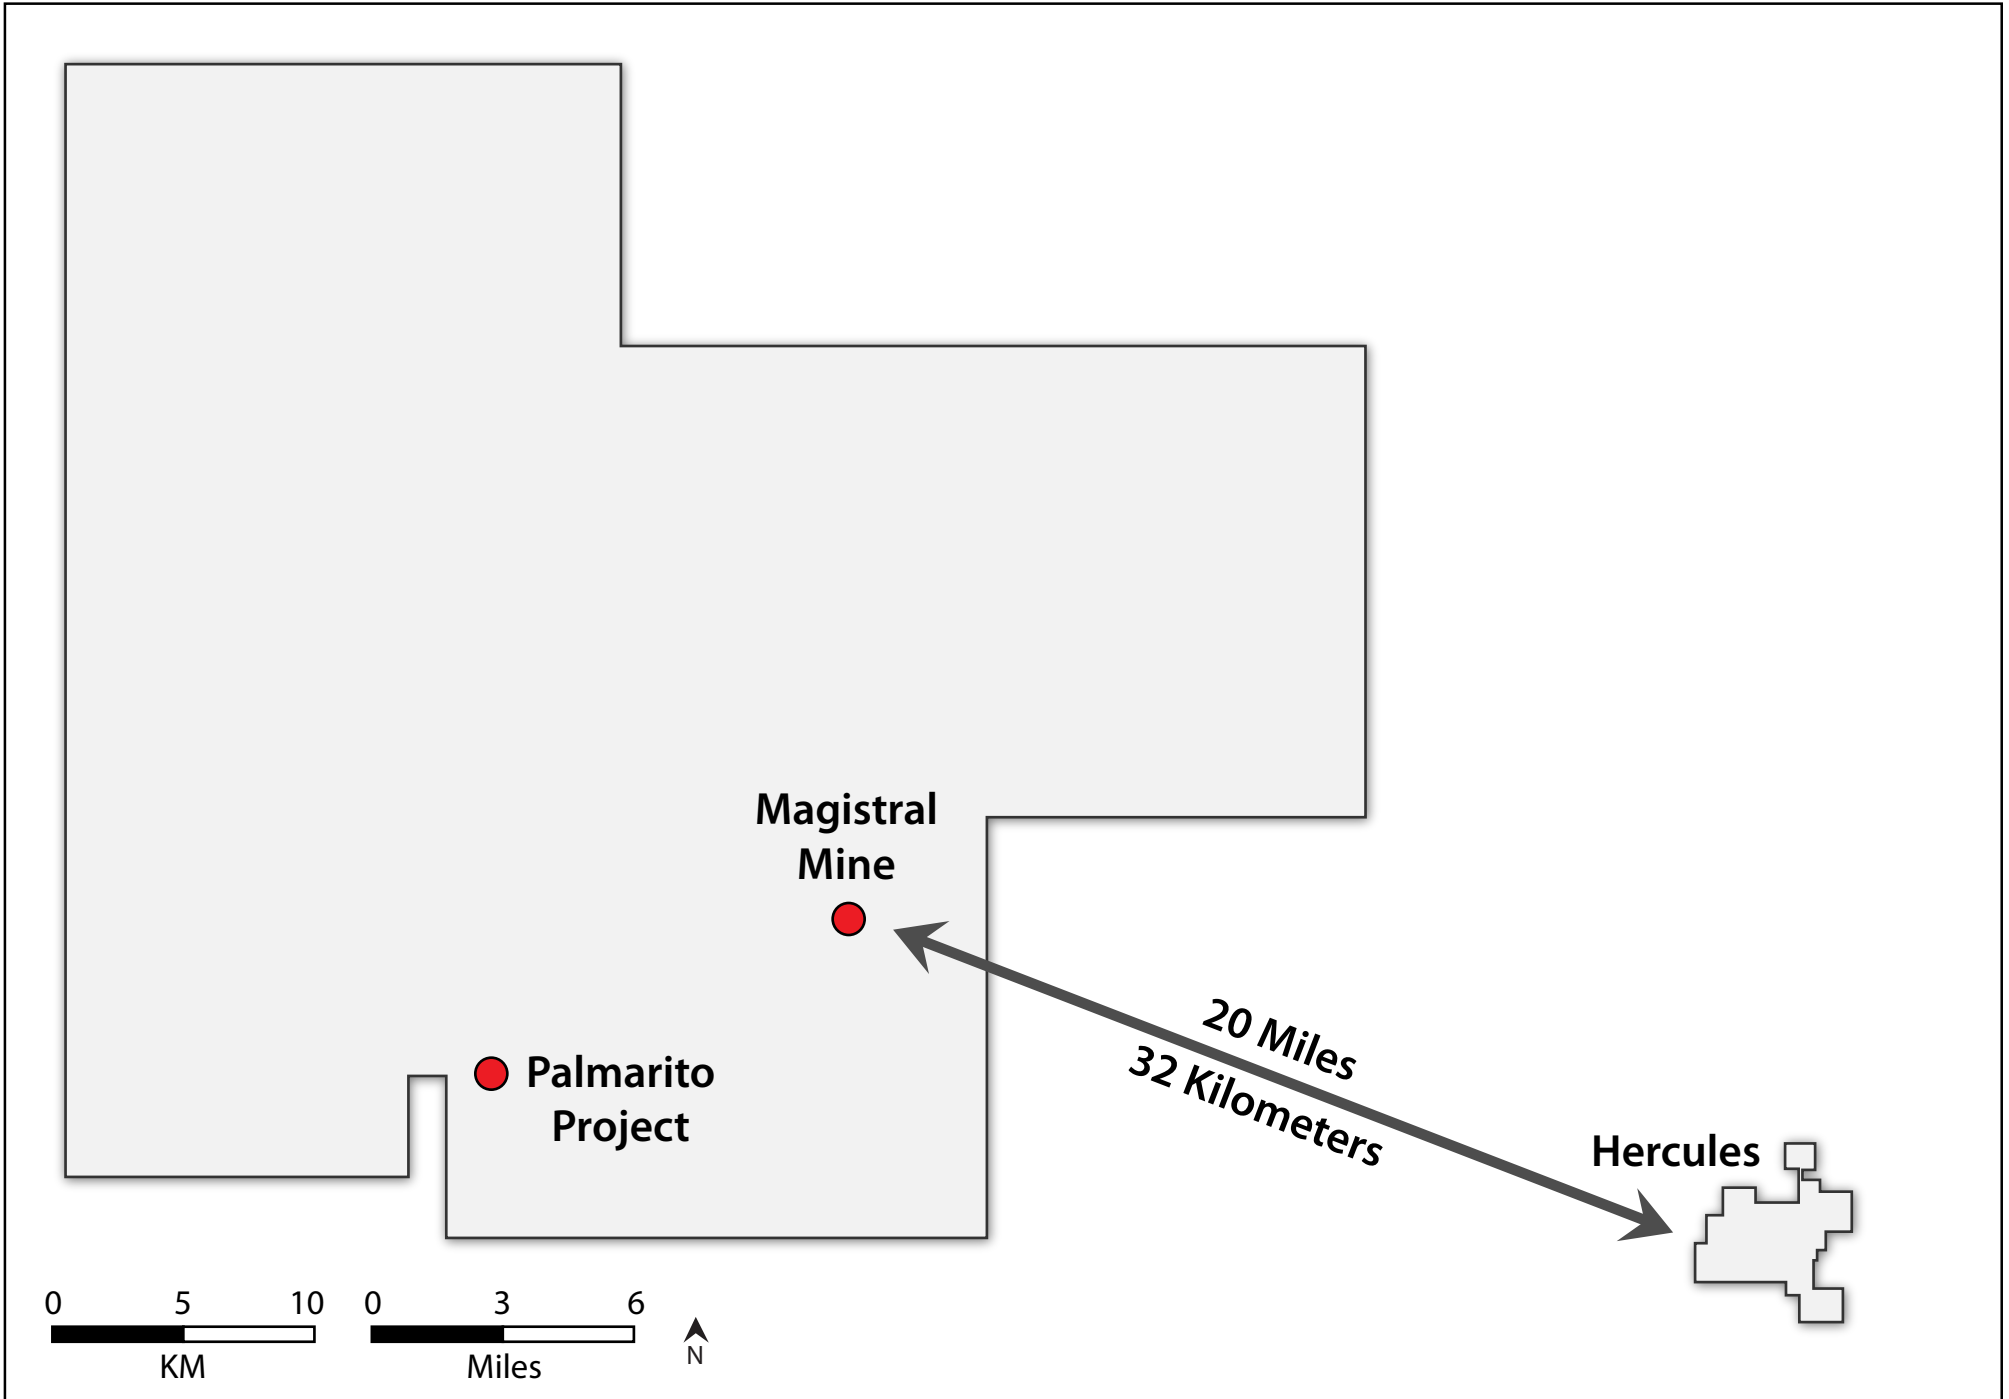 Magistral
Mine
20 Miles
32 Kilometers
Palmarito
Project
Hercules
0 5 10
KM
0 3 6
Miles
N